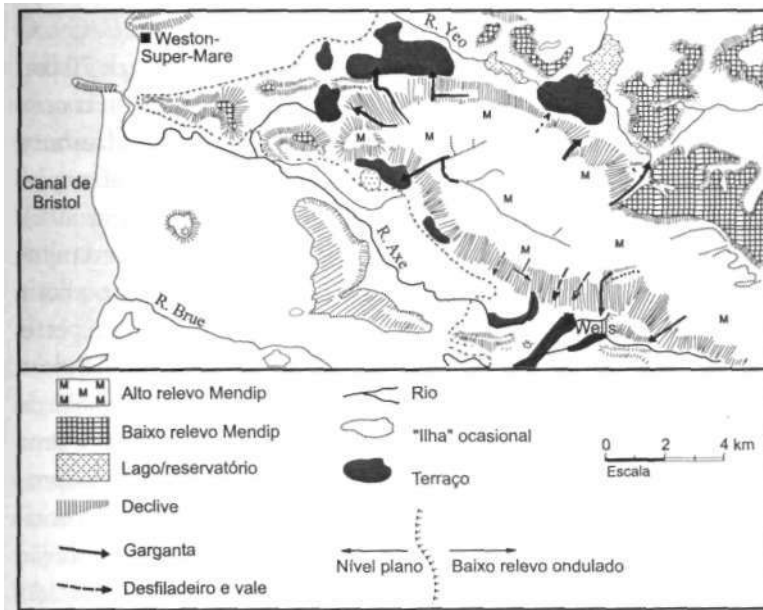 R. Yeo
Weston-
Super-Mare
M
M
M
M
M
M
Canal de
Bristol
M
M
R. Axe
M
R. Brue
Wells
M
M M
M
M M
Alto relevo Mendip
Rio
Baixo relevo Mendip
"Ilha" ocasional
Lago/reservatório
Terraço
0 2 4 km
Escala
Declive
Garganta
Nível plano
Baixo relevo ondulado
Desfiladeiro e vale